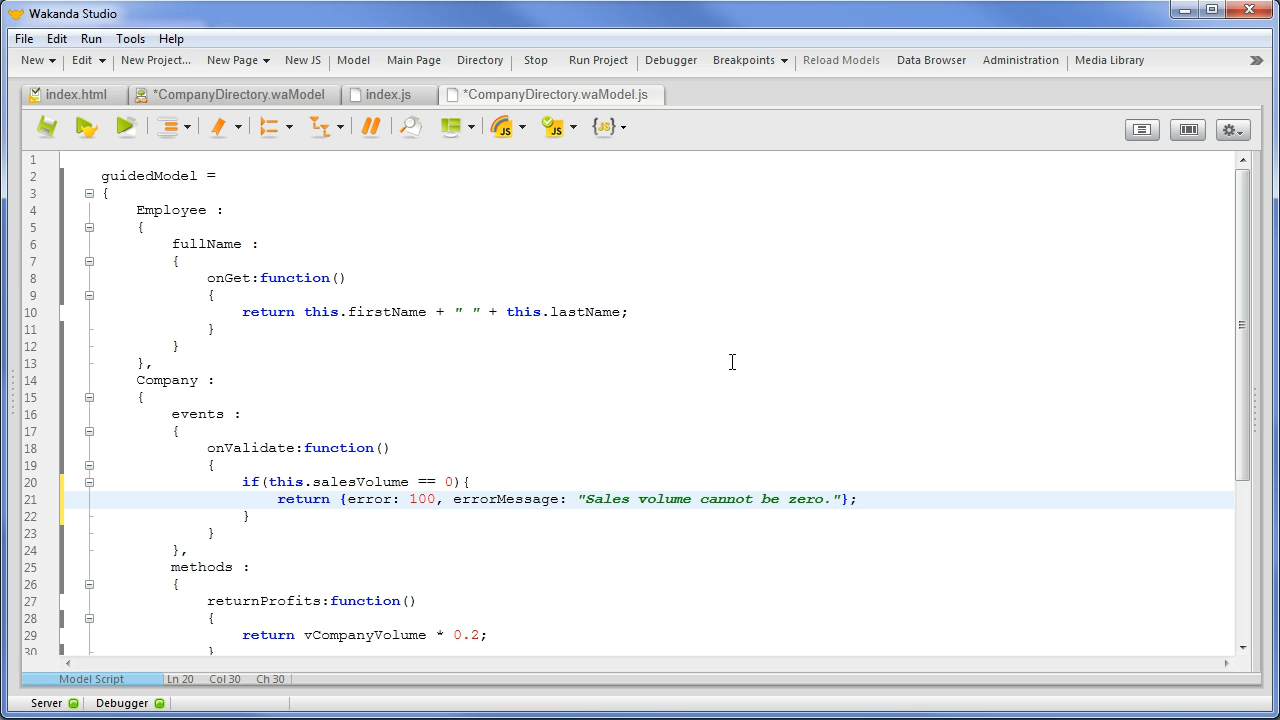 Wakanda Studio
File Edit Run Tools Help
New Edit New Project... New Page New JS Model Main Page Directory Stop Run Project Debugger Breakpoints Reload Models Data Browser Administration Media Library
index.html *CompanyDirectory.waModel index.js *CompanyDirectory.waModel.js
1
2 guidedModel =
3 {
4 Employee :
5 {
6 fullName :
7 {
8 onGet:function()
9 {
10 return this.firstName + " " + this.lastName;
11 }
12 }
13 },
14 Company :
15 {
16 events :
17 {
18 onValidate:function()
19 {
20 if(this.salesVolume == 0){
21 return {error: 100, errorMessage: "Sales volume cannot be zero."};
22 }
23 }
24 },
25 methods :
26 {
27 returnProfits:function()
28 {
29 return vCompanyVolume * 0.2;
30 }
Model Script Ln 20 Col 30 Ch 30
Server Debugger